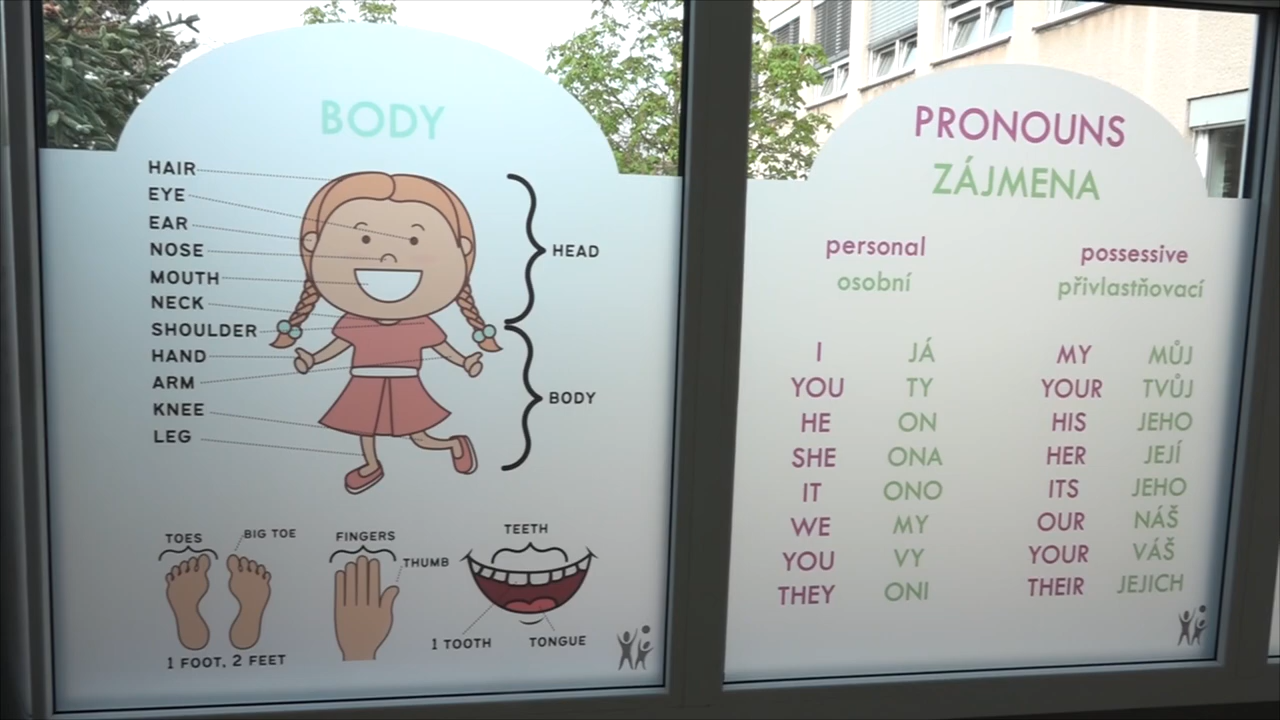 BODY
HAIR
EYE
EAR
NOSE
MOUTH
NECK
SHOULDER
HAND
ARM
KNEE
LEG
HEAD
BODY
TOES
BIG TOE
1 FOOT, 2 FEET
FINGERS
THUMB
TEETH
1 TOOTH
TONGUE
PRONOUNS
ZÁJMENA
personal possessive
osobní přivlastňovací
I JÁ MY MŮJ
YOU TY YOUR TVŮJ
HE ON HIS JEHO
SHE ONA HER JEJÍ
IT ONO ITS JEHO
WE MY OUR NÁŠ
YOU VY YOUR VÁŠ
THEY ONI THEIR JEJICH